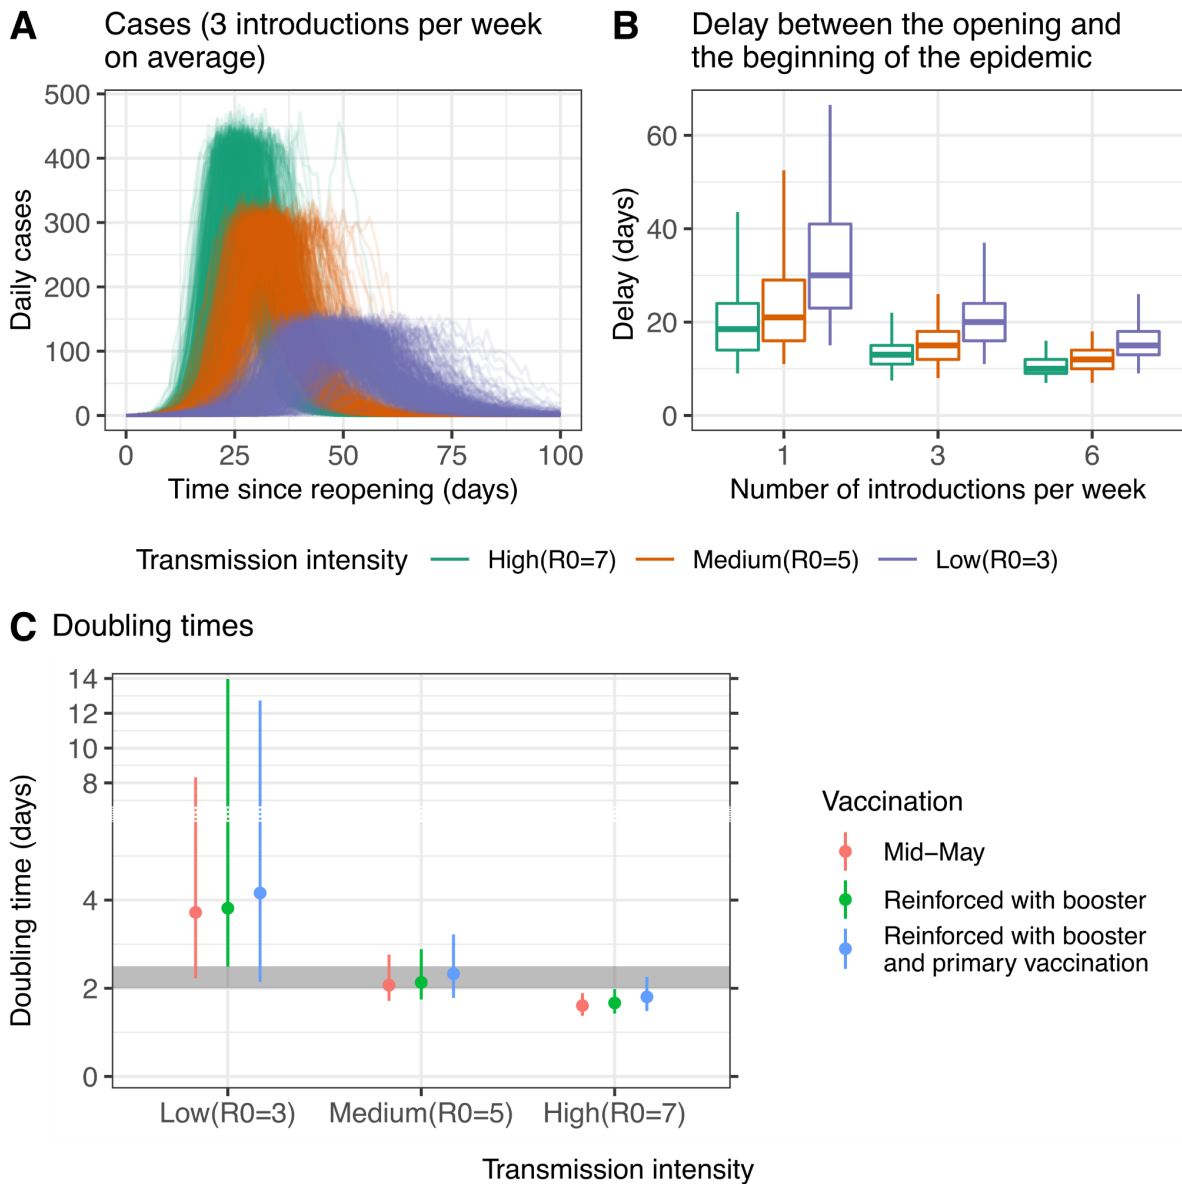 A Cases (3 introductions per week
on average)
500
400
300
200
100
0
Daily cases
0 25 50 75 100
Time since reopening (days)
B Delay between the opening and
the beginning of the epidemic
60
40
20
0
Delay (days)
1 3 6
Number of introductions per week
Transmission intensity High(R0=7) Medium(R0=5) Low(R0=3)
C Doubling times
14
12
10
8
4
2
0
Doubling time (days)
Low(R0=3) Medium(R0=5) High(R0=7)
Transmission intensity
Vaccination
Mid−May
Reinforced with booster
Reinforced with booster
and primary vaccination